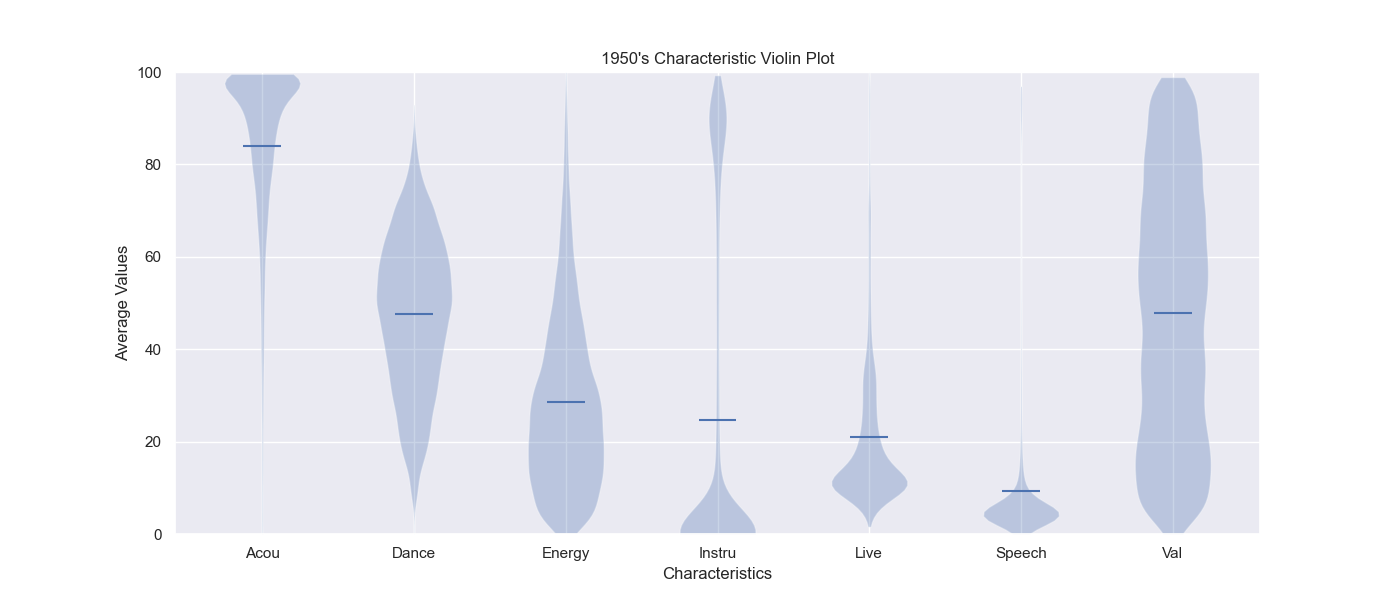 1950's Characteristic Violin Plot
100
80
60
40
20
0
Average Values
Acou Dance Energy Instru Live Speech Val
Characteristics